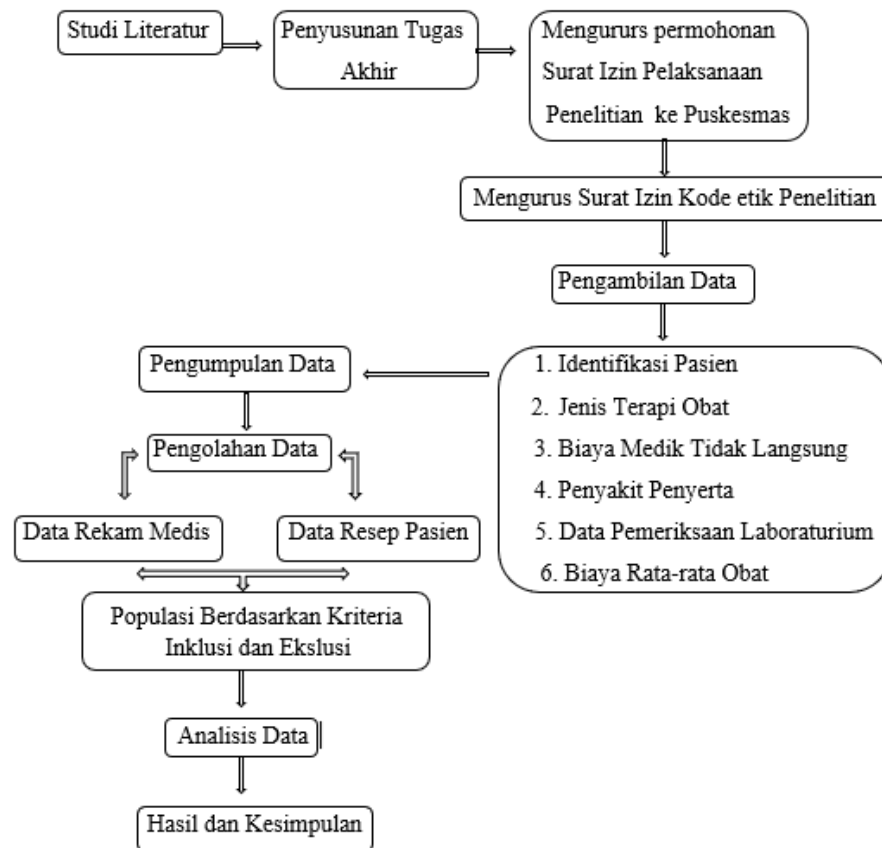 Studi Literatur
Penyusunan Tugas
Akhir
Mengururs permohonan
Surat Izin Pelaksanaan
Penelitian ke Puskesmas
Mengurus Surat Izin Kode etik Penelitian
Pengambilan Data
1. Identifikasi Pasien
2. Jenis Terapi Obat
3. Biaya Medik Tidak Langsung
4. Penyakit Penyerta
5. Data Pemeriksaan Laboraturium
6. Biaya Rata-rata Obat
Pengumpulan Data
Pengolahan Data
Data Rekam Medis
Data Resep Pasien
Populasi Berdasarkan Kriteria
Inklusi dan Ekslusi
Analisis Data
Hasil dan Kesimpulan